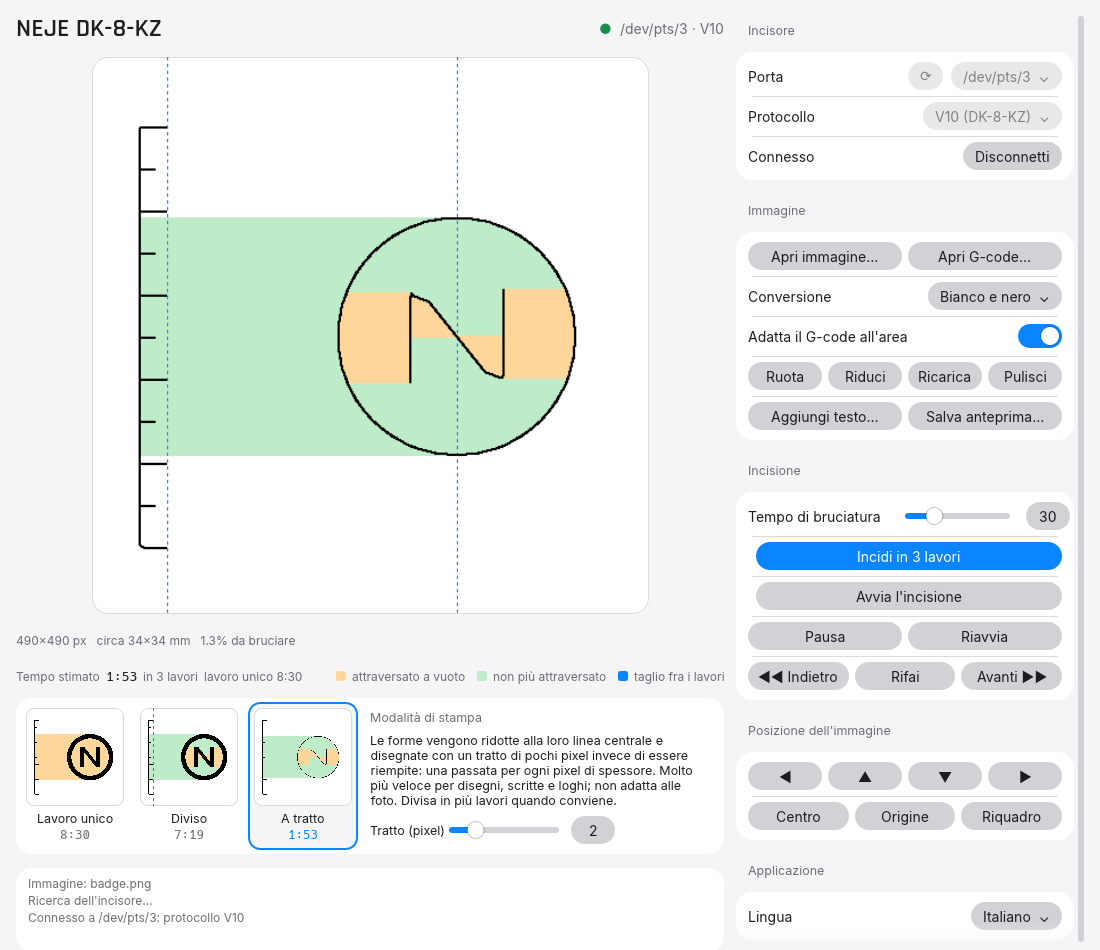 NEJE DK-8-KZ
/dev/pts/3 · V10
N
490×490 px circa 34×34 mm 1.3% da bruciare
Tempo stimato 1:53 in 3 lavori lavoro unico 8:30
attraversato a vuoto non più attraversato taglio fra i lavori
N
Lavoro unico
8:30
N
Diviso
7:19
N
A tratto
1:53
Modalità di stampa
Le forme vengono ridotte alla loro linea centrale e
disegnate con un tratto di pochi pixel invece di essere
riempite: una passata per ogni pixel di spessore. Molto
più veloce per disegni, scritte e loghi; non adatta alle
foto. Divisa in più lavori quando conviene.
Tratto (pixel) 2
Immagine: badge.png
Ricerca dell'incisore...
Connesso a /dev/pts/3: protocollo V10
Incisore
Porta ⟳ /dev/pts/3
Protocollo V10 (DK-8-KZ)
Connesso Disconnetti
Immagine
Apri immagine... Apri G-code...
Conversione Bianco e nero
Adatta il G-code all'area
Ruota Riduci Ricarica Pulisci
Aggiungi testo... Salva anteprima...
Incisione
Tempo di bruciatura 30
Incidi in 3 lavori
Avvia l'incisione
Pausa Riavvia
◀◀ Indietro Rifai Avanti ▶▶
Posizione dell'immagine
◀ ▲ ▼ ▶
Centro Origine Riquadro
Applicazione
Lingua Italiano